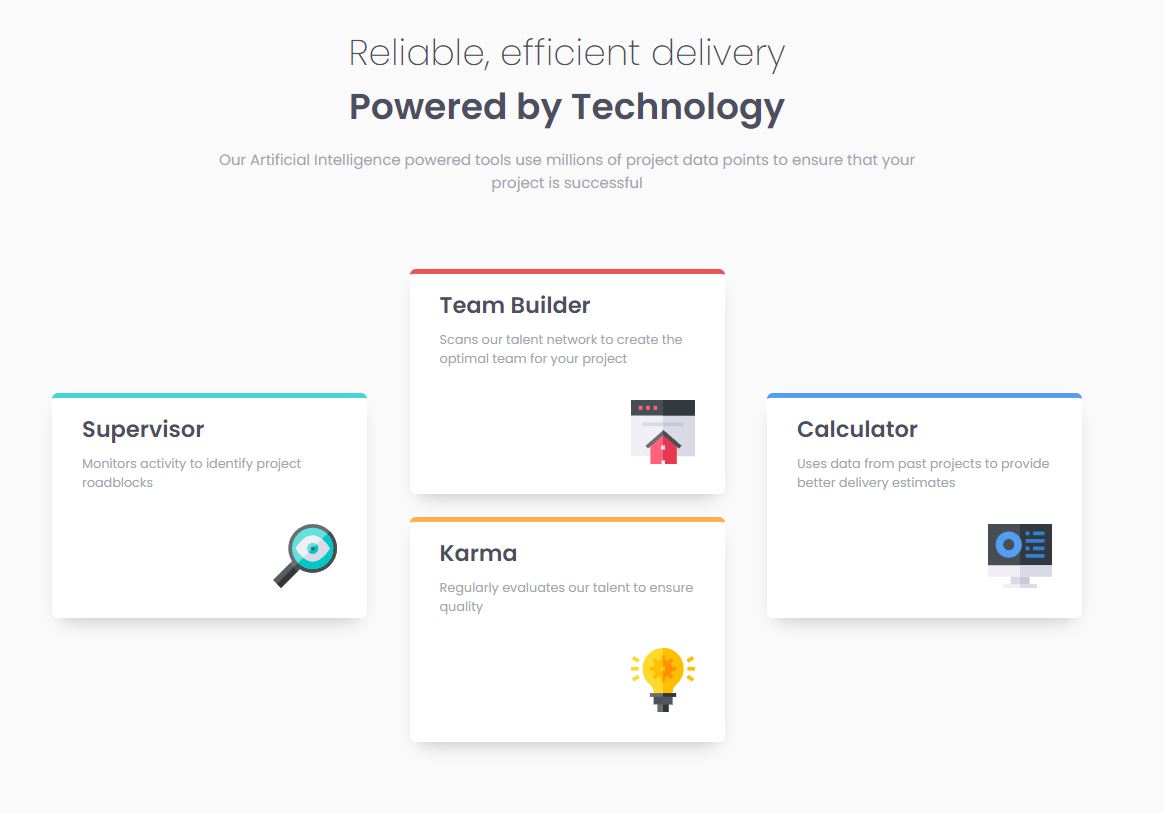 Reliable, efficient delivery
Powered by Technology
Our Artificial Intelligence powered tools use millions of project data points to ensure that your
project is successful
Supervisor
Monitors activity to identify project
roadblocks
Team Builder
Scans our talent network to create the
optimal team for your project
Karma
Regularly evaluates our talent to ensure
quality
Calculator
Uses data from past projects to provide
better delivery estimates